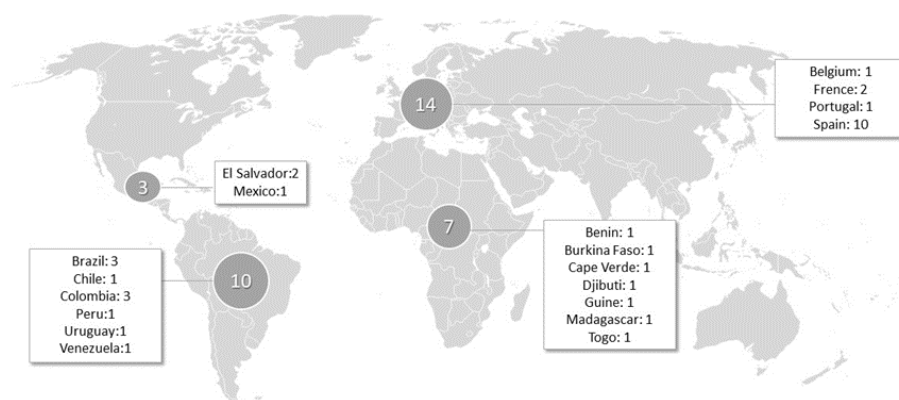 14
Belgium: 1
Frence: 2
Portugal: 1
Spain: 10
3
El Salvador:2
Mexico:1
7
Benin: 1
Burkina Faso: 1
Cape Verde: 1
Djibuti: 1
Guine: 1
Madagascar: 1
Togo: 1
10
Brazil: 3
Chile: 1
Colombia: 3
Peru:1
Uruguay:1
Venezuela:1